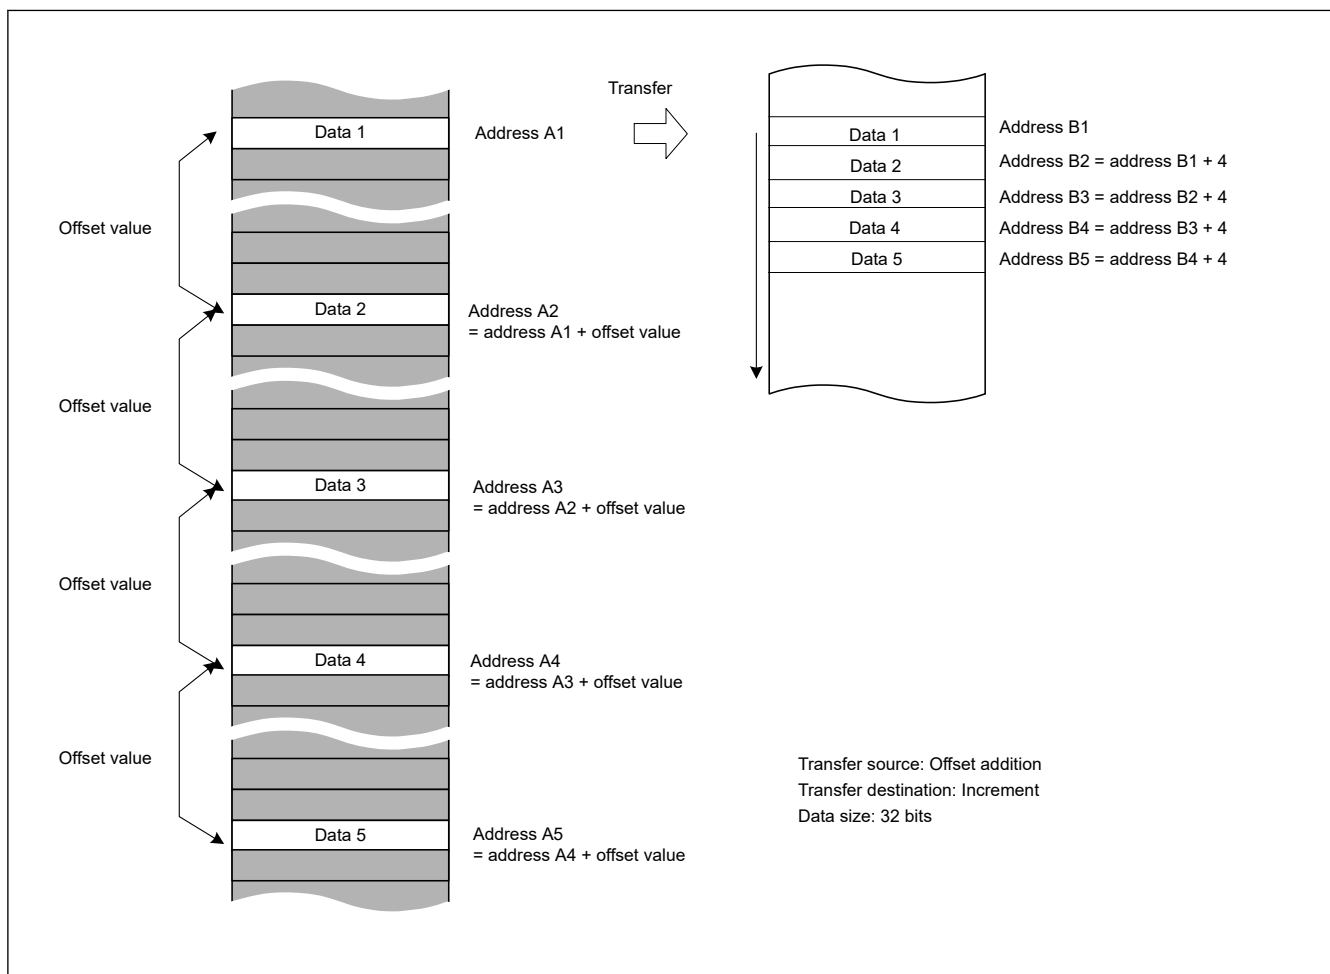 Data 1
Address A1
Offset value
Data 2
Address A2
= address A1 + offset value
Offset value
Data 3
Address A3
= address A2 + offset value
Offset value
Data 4
Address A4
= address A3 + offset value
Offset value
Data 5
Address A5
= address A4 + offset value
Transfer
Data 1
Address B1
Data 2
Address B2 = address B1 + 4
Data 3
Address B3 = address B2 + 4
Data 4
Address B4 = address B3 + 4
Data 5
Address B5 = address B4 + 4
Transfer source: Offset addition
Transfer destination: Increment
Data size: 32 bits